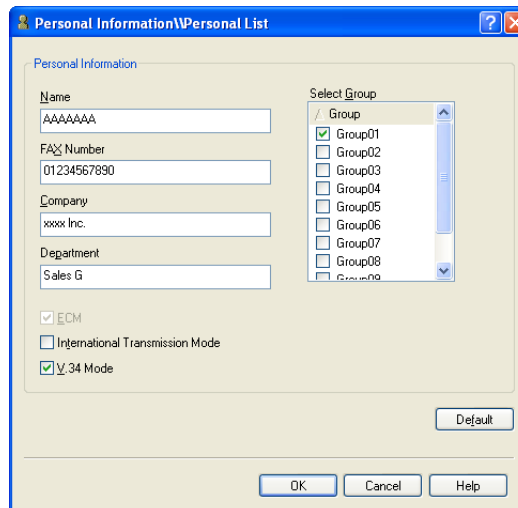 Personal Information\\Personal List
Personal Information
Name
AAAAAAA
FAX Number
01234567890
Company
xxxx Inc.
Department
Sales G
ECM
International Transmission Mode
V.34 Mode
Select Group
Group
Group01
Group02
Group03
Group04
Group05
Group06
Group07
Group08
Group09
Default
OK Cancel Help